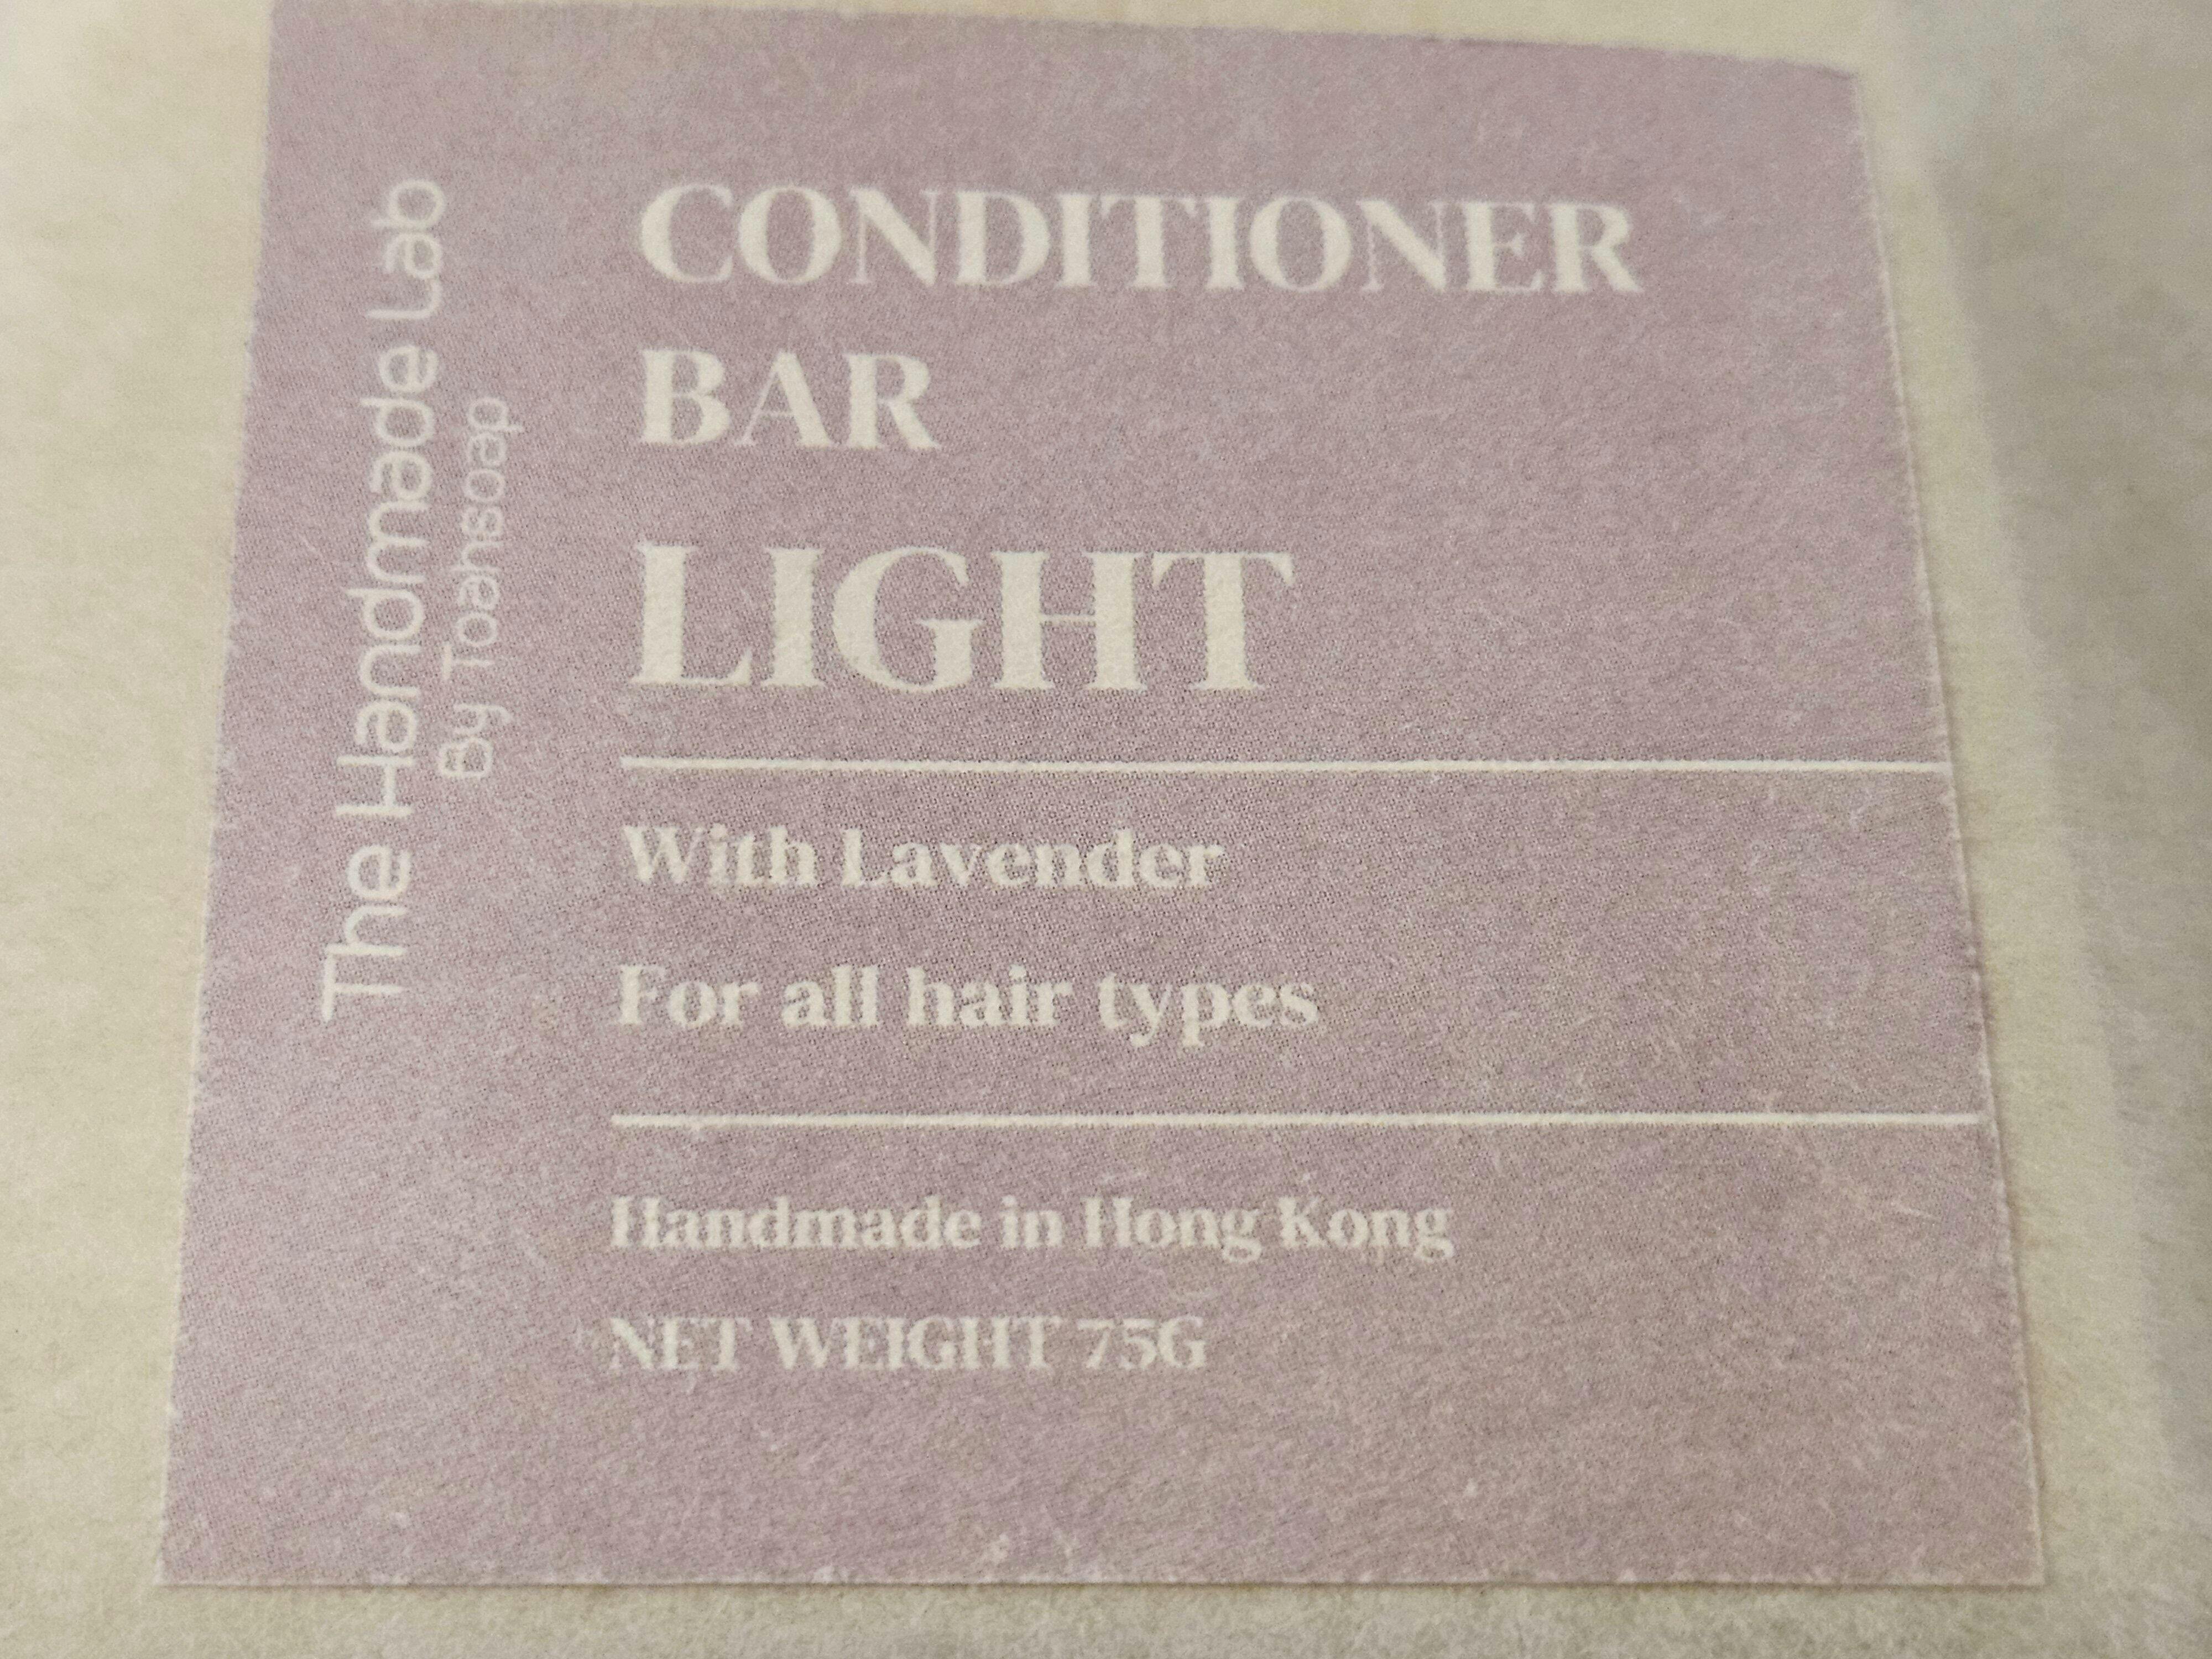 The Handmade Lab
By Toahsoap
CONDITIONER
BAR
LIGHT
With Lavender
For all hair types
Handmade in Hong Kong
NET WEIGHT 75G